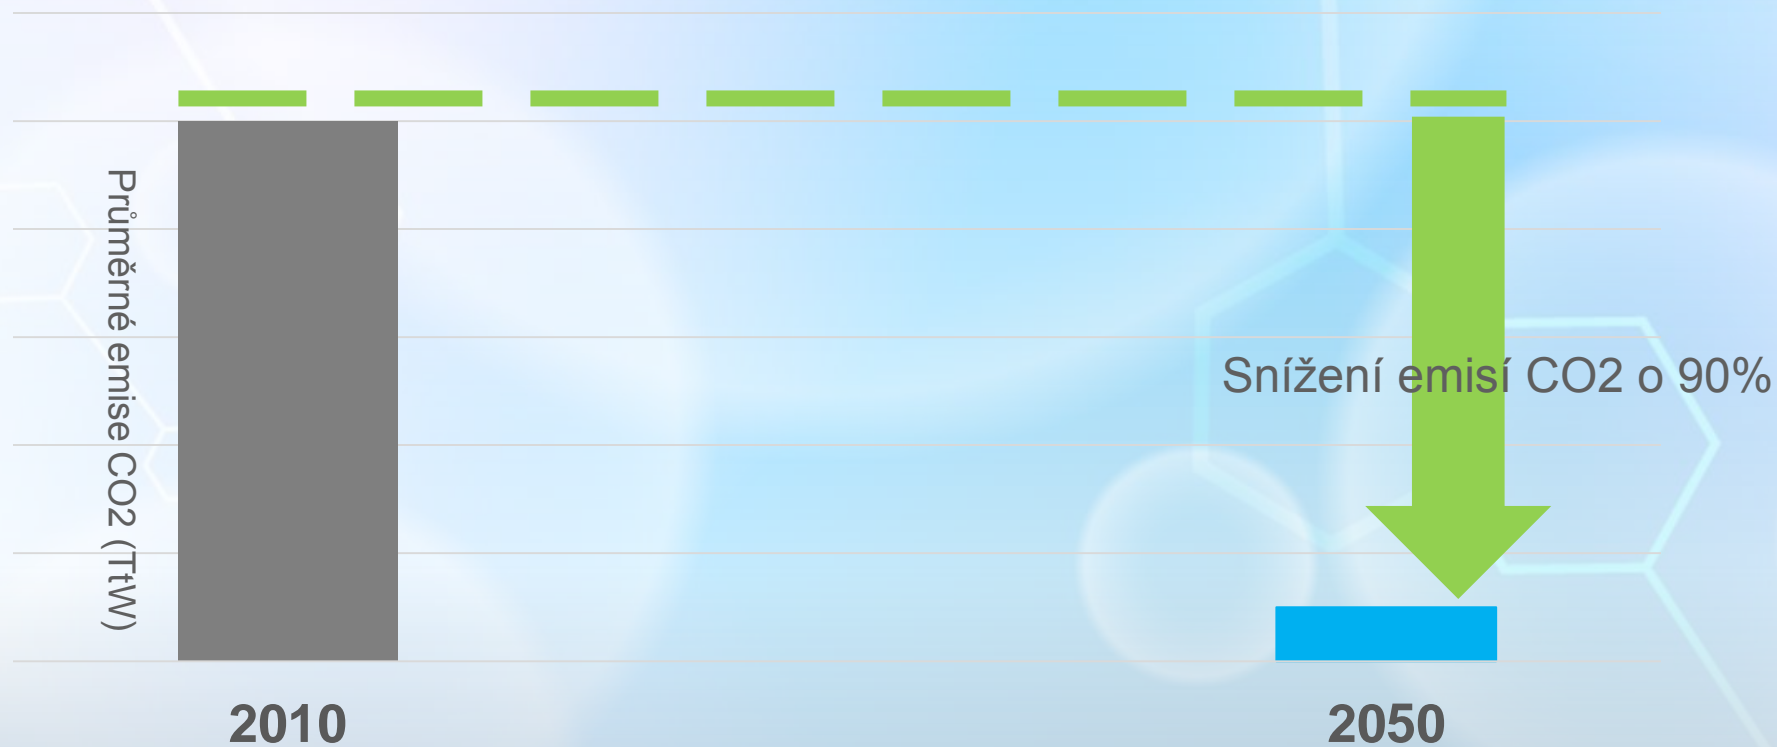 Průměrné emise CO2 (TtW)
Snížení emisí CO2 o 90%
2010
2050